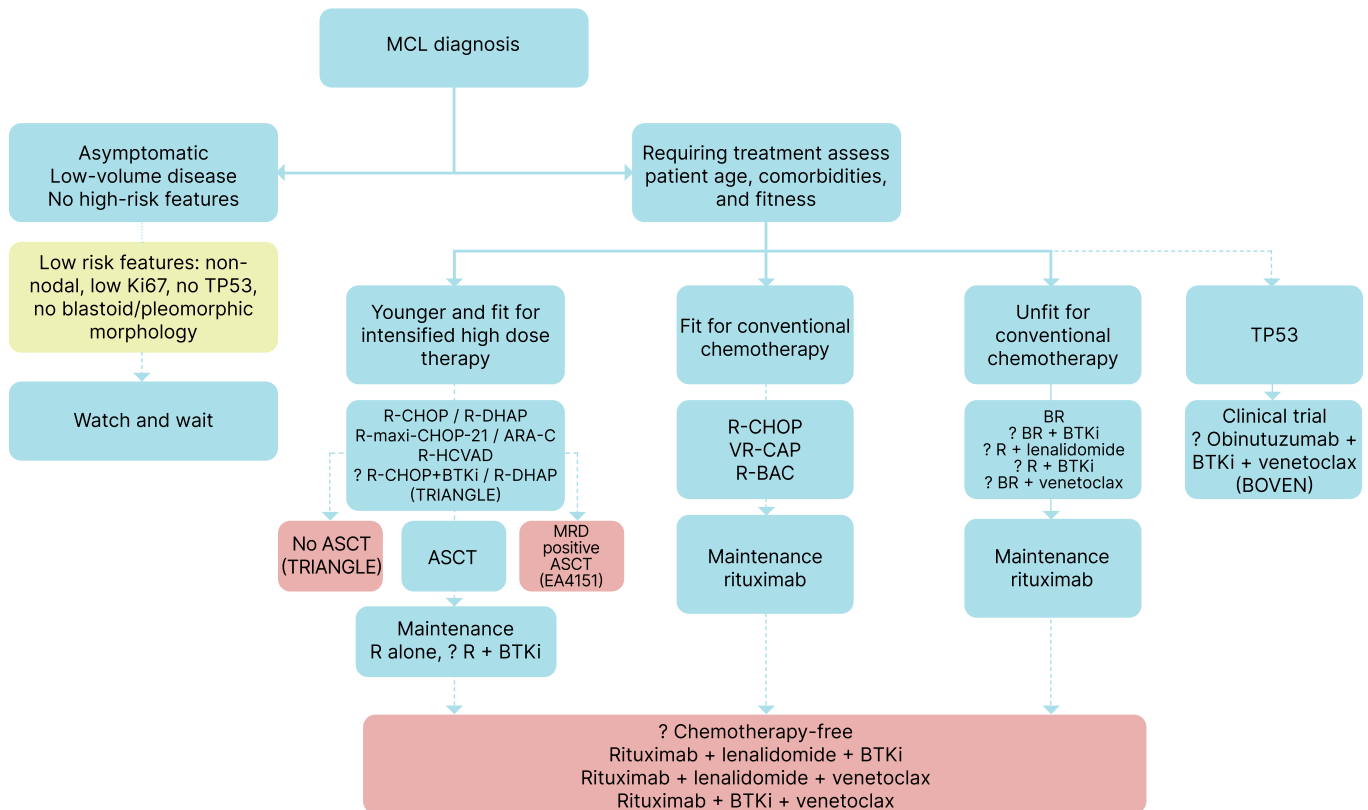 MCL diagnosis
Asymptomatic
Low-volume disease
No high-risk features
Requiring treatment assess
patient age, comorbidities,
and fitness
Low risk features: non-
nodal, low Ki67, no TP53,
no blastoid/pleomorphic
morphology
Watch and wait
Younger and fit for
intensified high dose
therapy
Fit for conventional
chemotherapy
Unfit for
conventional
chemotherapy
TP53
R-CHOP / R-DHAP
R-maxi-CHOP-21 / ARA-C
R-HCVAD
? R-CHOP+BTKi / R-DHAP
(TRIANGLE)
R-CHOP
VR-CAP
R-BAC
BR
? BR + BTKi
? R + lenalidomide
? R + BTKi
? BR + venetoclax
Clinical trial
? Obinutuzumab +
BTKi + venetoclax
(BOVEN)
No ASCT
(TRIANGLE)
ASCT
MRD
positive
ASCT
(EA4151)
Maintenance
rituximab
Maintenance
rituximab
Maintenance
R alone, ? R + BTKi
? Chemotherapy-free
Rituximab + lenalidomide + BTKi
Rituximab + lenalidomide + venetoclax
Rituximab + BTKi + venetoclax